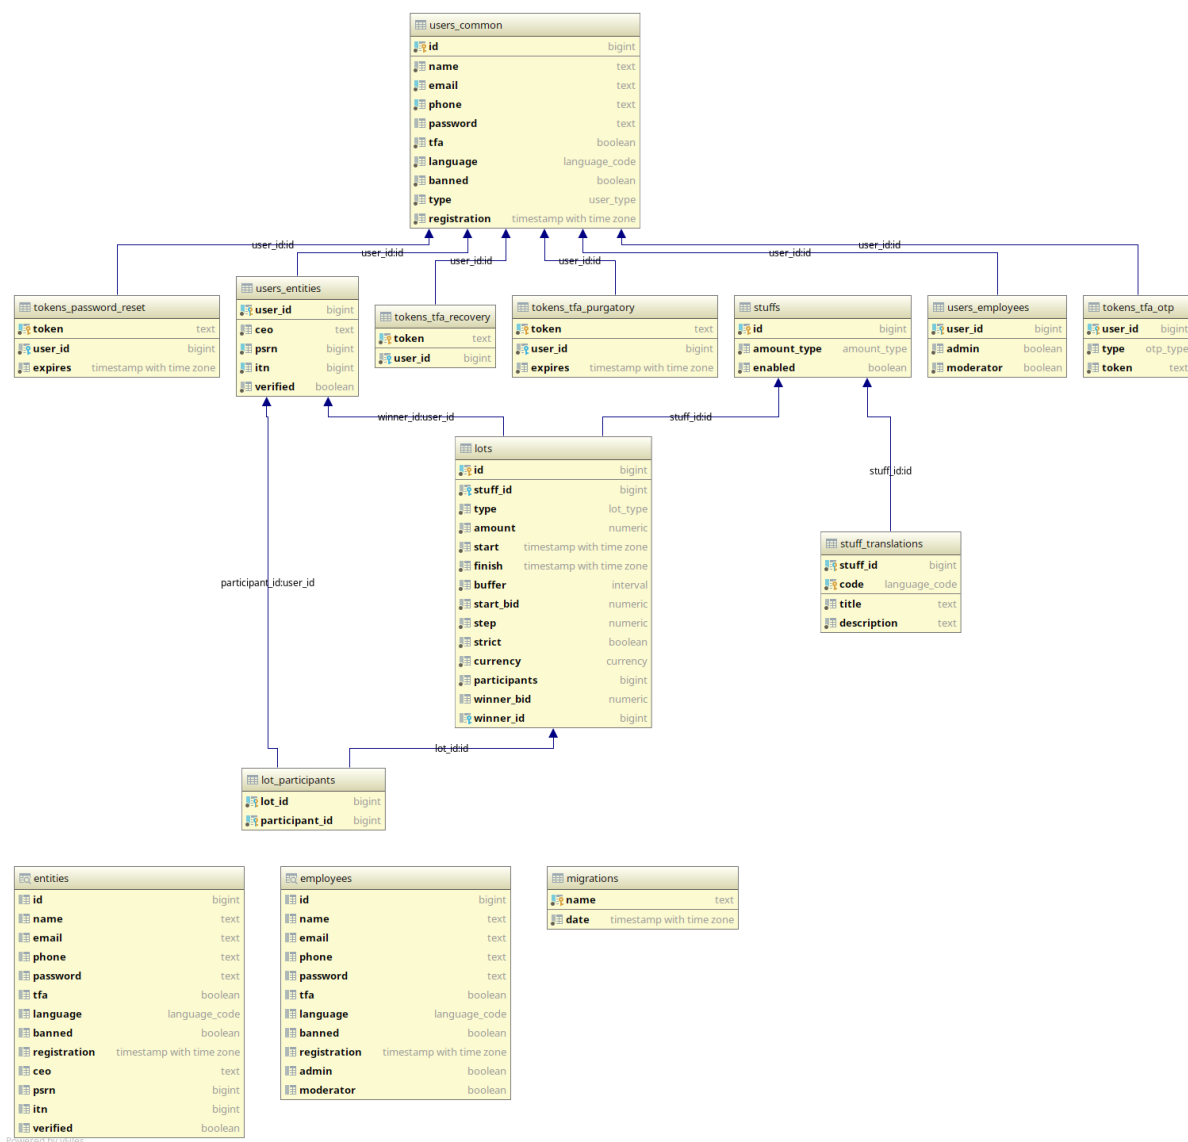 users_common
id bigint
name text
email text
phone text
password text
tfa boolean
language language_code
banned boolean
type user_type
registration timestamp with time zone
user_id:id
user_id:id
user_id:id
user_id:id
user_id:id
user_id:id
tokens_password_reset
token text
user_id bigint
expires timestamp with time zone
users_entities
user_id bigint
ceo text
psrn bigint
itn bigint
verified boolean
tokens_tfa_recovery
token text
user_id bigint
tokens_tfa_purgatory
token text
user_id bigint
expires timestamp with time zone
stuffs
id bigint
amount_type amount_type
enabled boolean
users_employees
user_id bigint
admin boolean
moderator boolean
tokens_tfa_otp
user_id bigint
type otp_type
token text
winner_id:user_id
stuff_id:id
stuff_id:id
lots
id bigint
stuff_id bigint
type lot_type
amount numeric
start timestamp with time zone
finish timestamp with time zone
buffer interval
start_bid numeric
step numeric
strict boolean
currency currency
participants bigint
winner_bid numeric
winner_id bigint
stuff_translations
stuff_id bigint
code language_code
title text
description text
participant_id:user_id
lot_id:id
lot_participants
lot_id bigint
participant_id bigint
entities
id bigint
name text
email text
phone text
password text
tfa boolean
language language_code
banned boolean
registration timestamp with time zone
ceo text
psrn bigint
itn bigint
verified boolean
employees
id bigint
name text
email text
phone text
password text
tfa boolean
language language_code
banned boolean
registration timestamp with time zone
admin boolean
moderator boolean
migrations
name text
date timestamp with time zone
Powered by yFiles